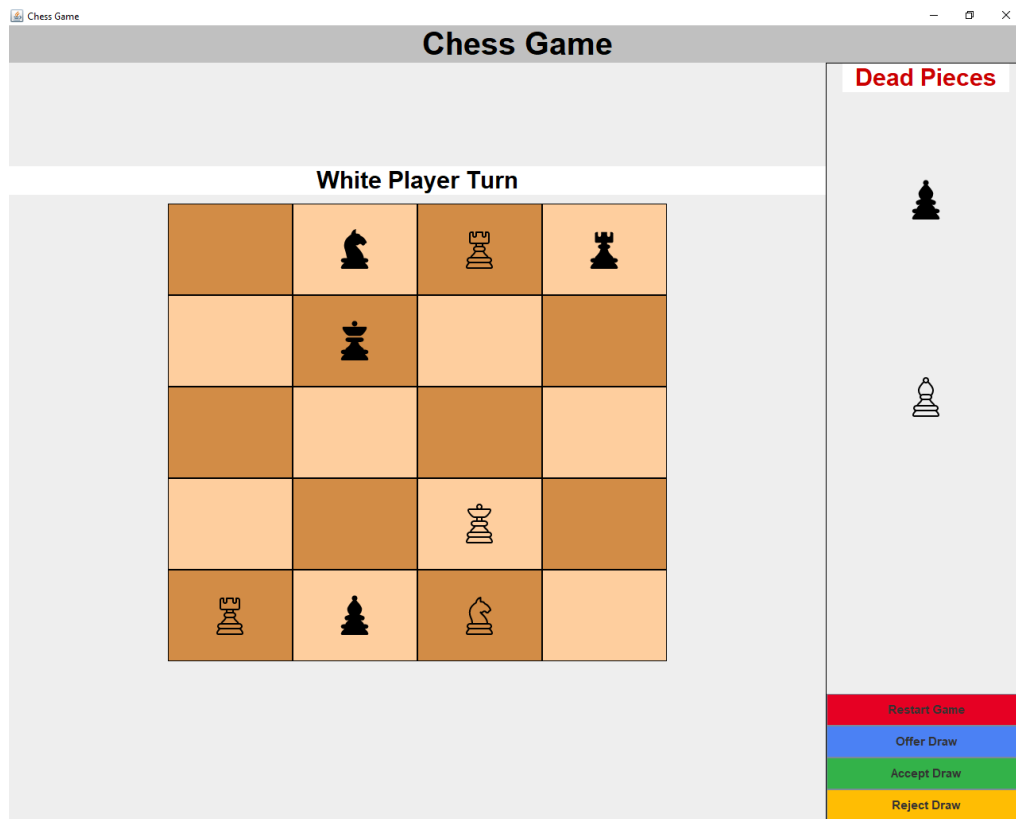 Chess Game
Chess Game
Dead Pieces
White Player Turn
Restart Game
Offer Draw
Accept Draw
Reject Draw